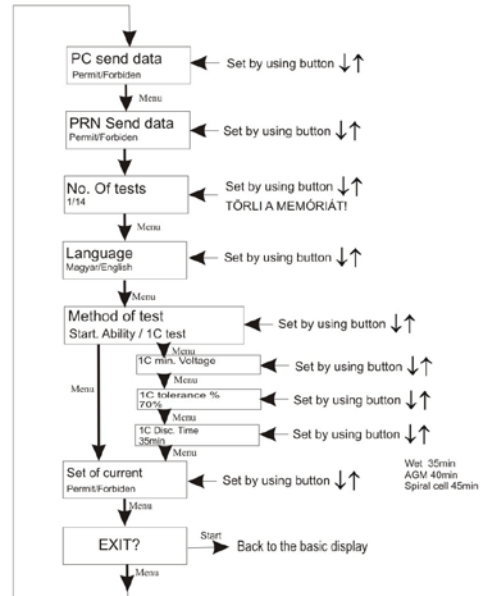 PC send data
Permit/Forbiden
Set by using button ↓↑
Menu
PRN Send data
Permit/Forbiden
Set by using button ↓↑
No. Of tests
1/14
Set by using button ↓↑
TÖRLI A MEMÓRIÁT!
Menu
Language
Magyar/English
Set by using button ↓↑
Menu
Method of test
Start. Ability / 1C test
Set by using button ↓↑
Menu
1C min. Voltage
Set by using button ↓↑
Menu
Menu
1C tolerance %
70%
Set by using button ↓↑
Menu
1C Disc. Time
35min
Set by using button ↓↑
Menu
Wet 35min
AGM 40min
Spiral cell 45min
Set of current
Permit/Forbiden
Set by using button ↓↑
Menu
EXIT?
Start
Back to the basic display
Menu